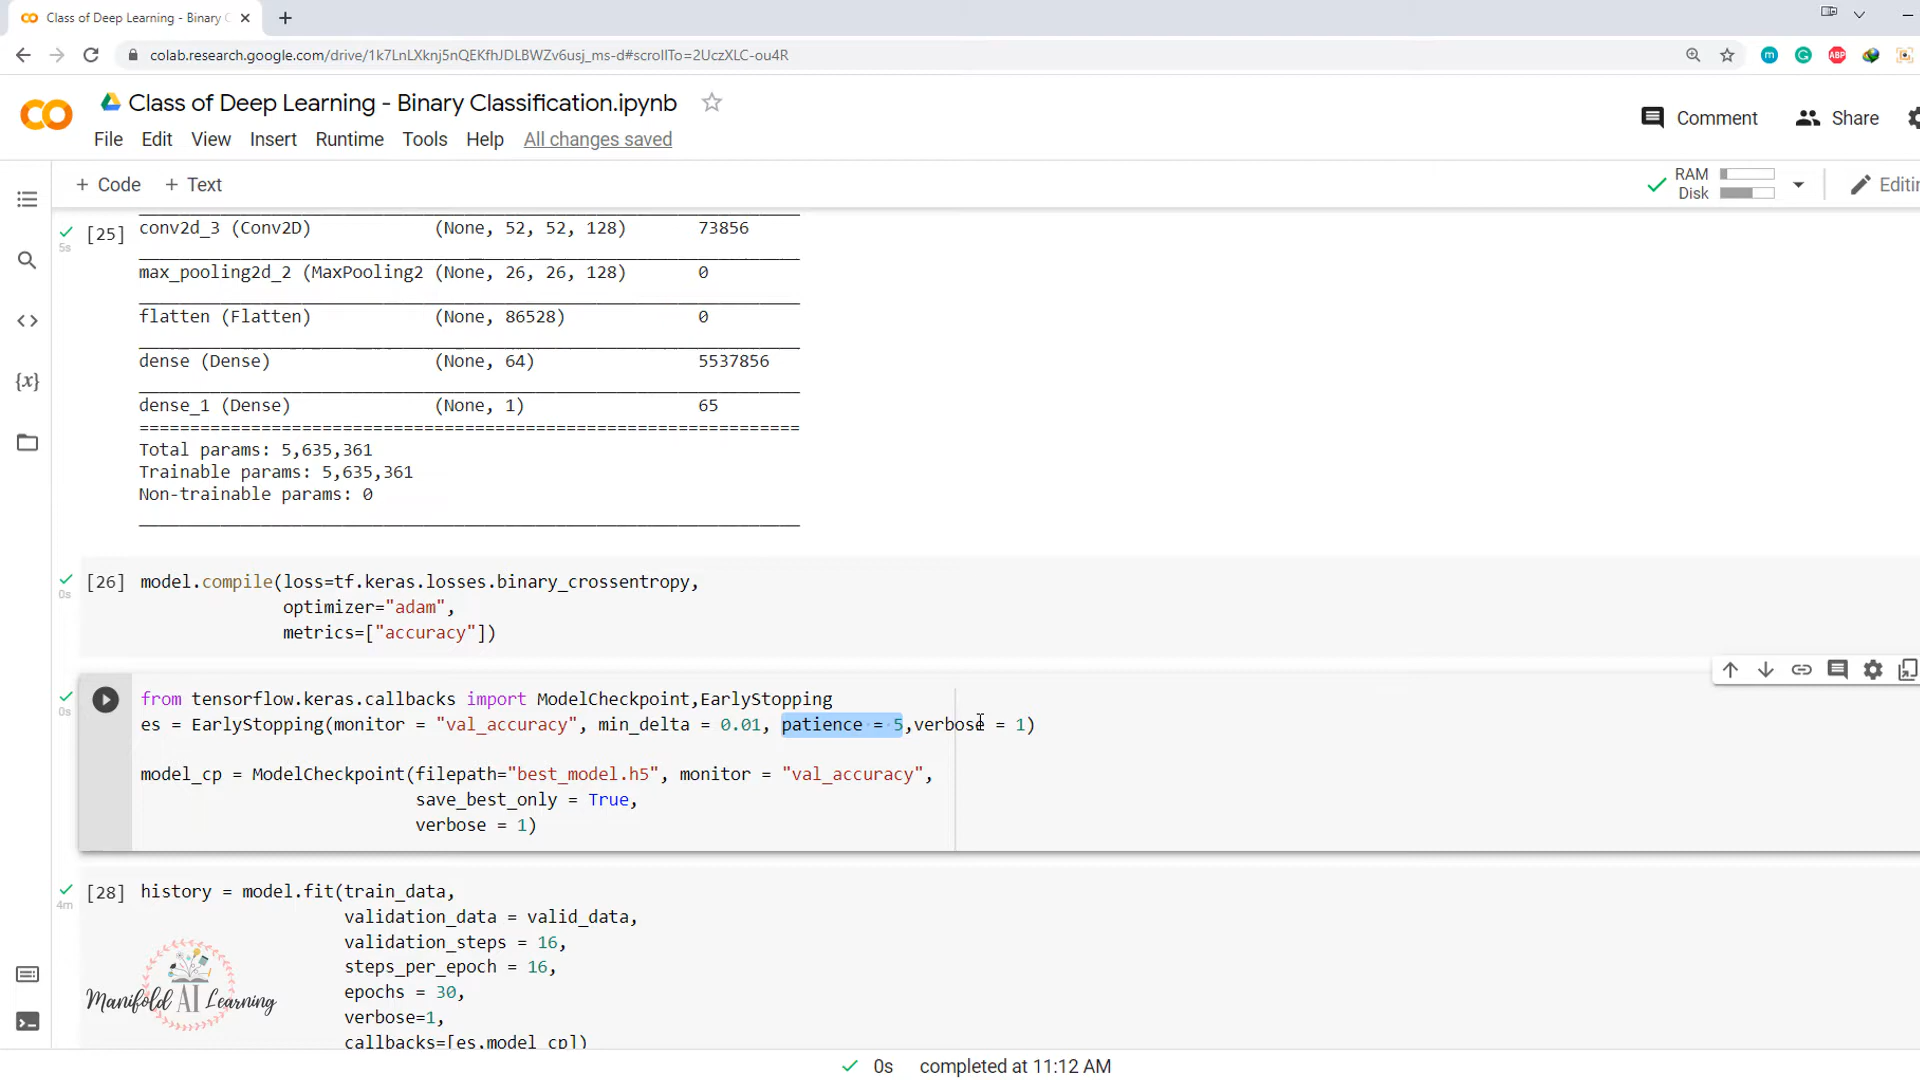 Class of Deep Learning - Binary C
colab.research.google.com/drive/1k7LnLXknj5nQEKfhJDLBWZv6usj_ms-d#scrollTo=2UczXLC-ou4R
Class of Deep Learning - Binary Classification.ipynb
Comment Share
File Edit View Insert Runtime Tools Help All changes saved
+ Code + Text
RAM
Disk
Editin
[25]
5s
conv2d_3 (Conv2D) (None, 52, 52, 128) 73856
max_pooling2d_2 (MaxPooling2 (None, 26, 26, 128) 0
flatten (Flatten) (None, 86528) 0
dense (Dense) (None, 64) 5537856
dense_1 (Dense) (None, 1) 65
=================================================================
Total params: 5,635,361
Trainable params: 5,635,361
Non-trainable params: 0
[26] model.compile(loss=tf.keras.losses.binary_crossentropy,
0s
optimizer="adam",
metrics=["accuracy"])
from tensorflow.keras.callbacks import ModelCheckpoint,EarlyStopping
0s
es = EarlyStopping(monitor = "val_accuracy", min_delta = 0.01, patience = 5,verbose = 1)
model_cp = ModelCheckpoint(filepath="best_model.h5", monitor = "val_accuracy",
save_best_only = True,
verbose = 1)
[28] history = model.fit(train_data,
4m
validation_data = valid_data,
validation_steps = 16,
steps_per_epoch = 16,
epochs = 30,
verbose=1,
callbacks=[es,model_cp])
Manifold AI Learning
0s completed at 11:12 AM